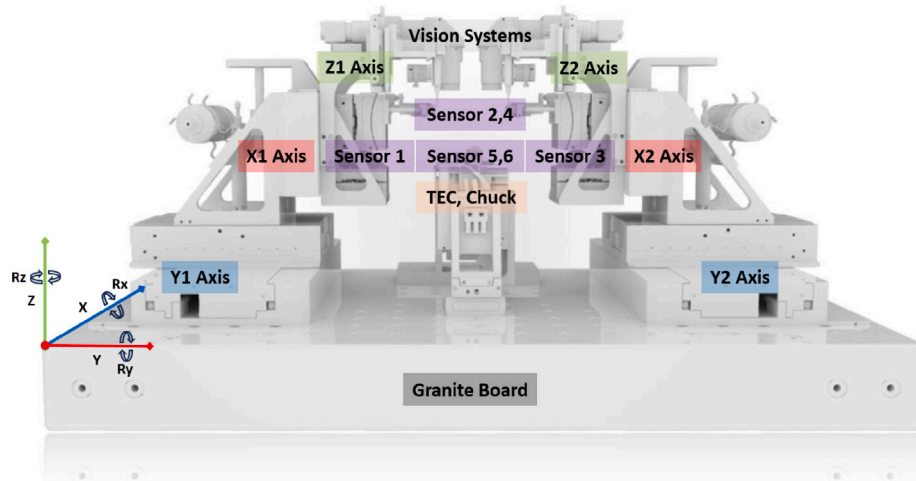 Vision Systems
Z1 Axis
Z2 Axis
Sensor 2,4
X1 Axis
Sensor 1
Sensor 5,6
Sensor 3
X2 Axis
TEC, Chuck
Y1 Axis
Y2 Axis
Rz
Z
X
Rx
Y
Ry
Granite Board